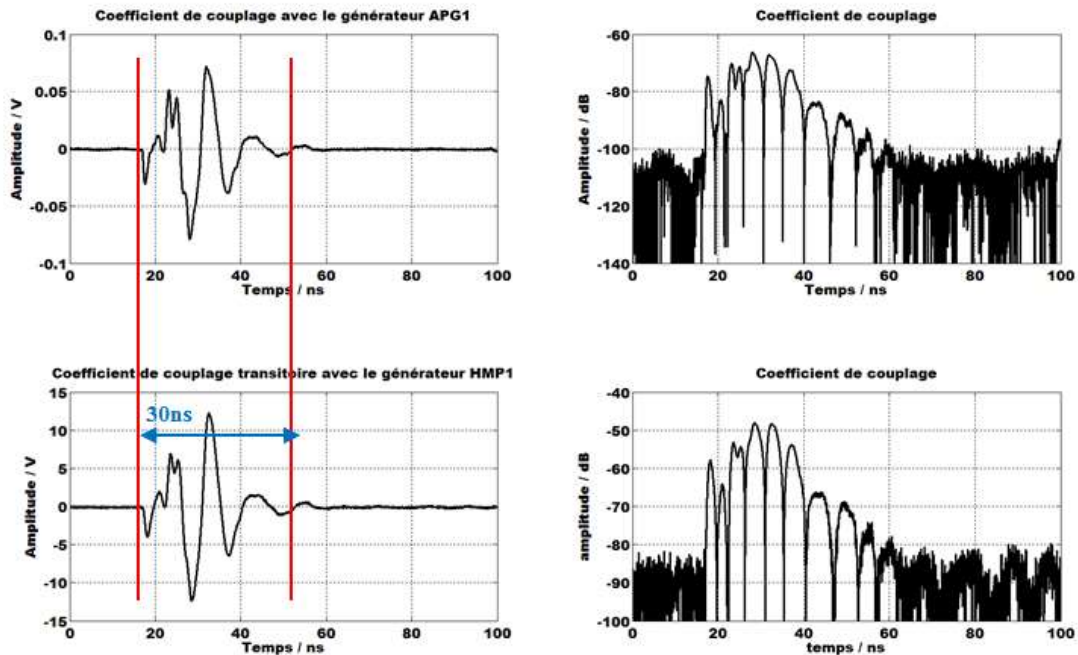 Coefficient de couplage avec le générateur APG1
0.1
0.05
0
-0.05
-0.1
Amplitude / V
0 20 40 60 80 100
Temps / ns
Coefficient de couplage
-60
-80
-100
-120
-140
Amplitude / dB
0 20 40 60 80 100
Temps / ns
Coefficient de couplage transitoire avec le générateur HMP1
15
10
5
0
-5
-10
-15
Amplitude / V
30ns
0 20 40 60 80 100
Temps / ns
Coefficient de couplage
-40
-50
-60
-70
-80
-90
-100
amplitude / dB
0 20 40 60 80 100
temps / ns